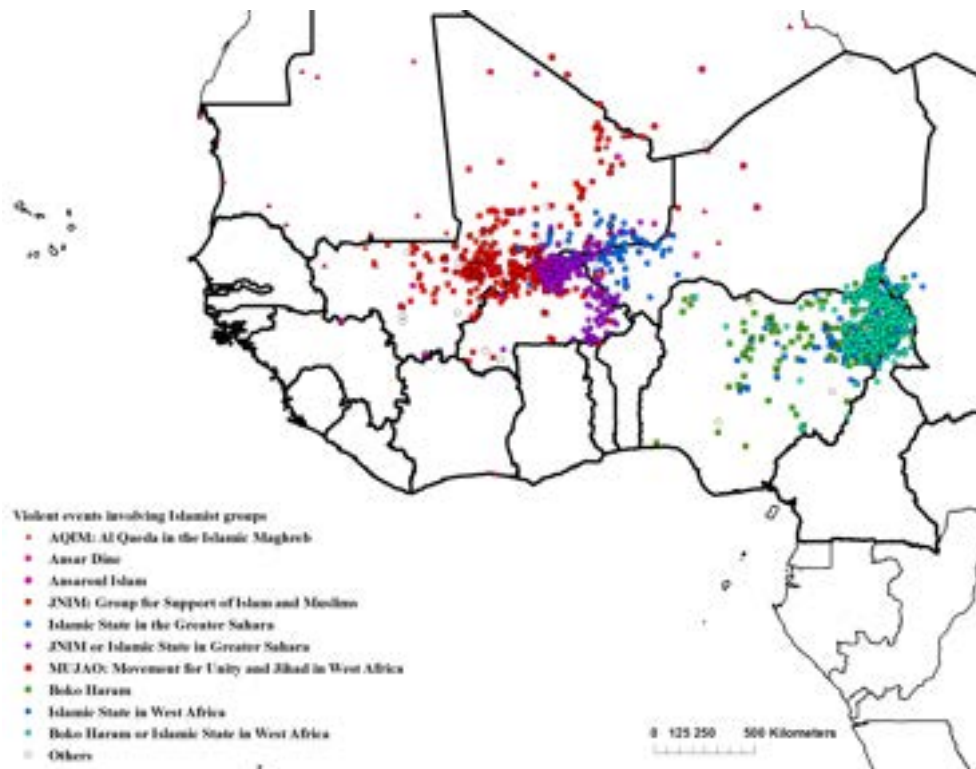 Violent events involving Islamist groups
AQIM: Al Qaeda in the Islamic Maghreb
Ansar Dine
Ansaroul Islam
JNIM: Group for Support of Islam and Muslims
Islamic State in the Greater Sahara
JNIM or Islamic State in Greater Sahara
MUJAO: Movement for Unity and Jihad in West Africa
Boko Haram
Islamic State in West Africa
Boko Haram or Islamic State in West Africa
Others
0 125 250 500 Kilometers